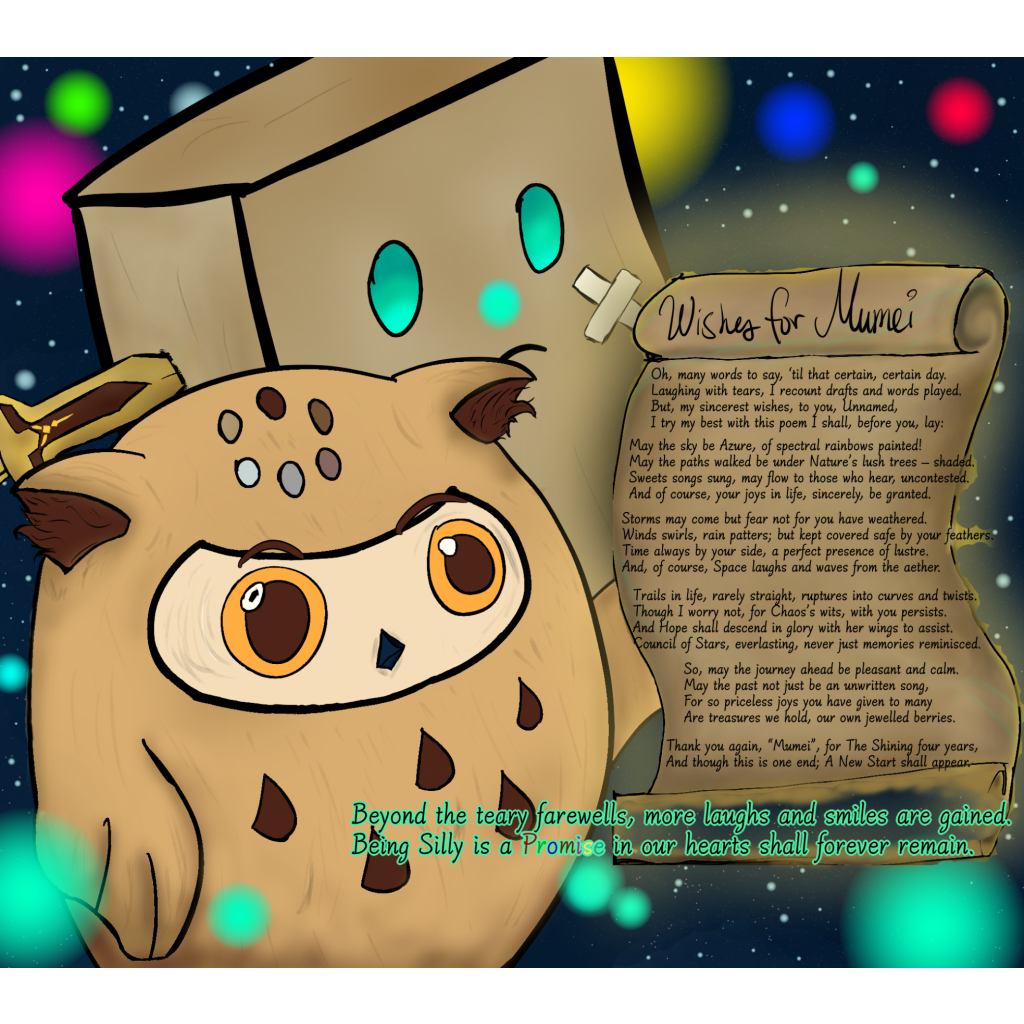 Wishes for Mumei
Oh, many words to say, ‘til that certain, certain day.
Laughing with tears, I recount drafts and words played.
But, my sincerest wishes, to you, Unnamed,
I try my best with this poem I shall, before you, lay:
May the sky be Azure, of spectral rainbows painted!
May the paths walked be under Nature’s lush trees – shaded.
Sweets songs sung, may flow to those who hear, uncontested.
And of course, your joys in life, sincerely, be granted.
Storms may come but fear not for you have weathered.
Winds swirls, rain patters; but kept covered safe by your feathers.
Time always by your side, a perfect presence of lustre.
And, of course, Space laughs and waves from the aether.
Trails in life, rarely straight, ruptures into curves and twists.
Though I worry not, for Chaos’s wits, with you persists.
And Hope shall descend in glory with her wings to assist.
Council of Stars, everlasting, never just memories reminisced.
So, may the journey ahead be pleasant and calm.
May the past not just be an unwritten song,
For so priceless joys you have given to many
Are treasures we hold, our own jewelled berries.
Thank you again, “Mumei”, for The Shining four years,
And though this is one end; A New Start shall appear.
Beyond the teary farewells, more laughs and smiles are gained.
Being Silly is a Promise in our hearts shall forever remain.